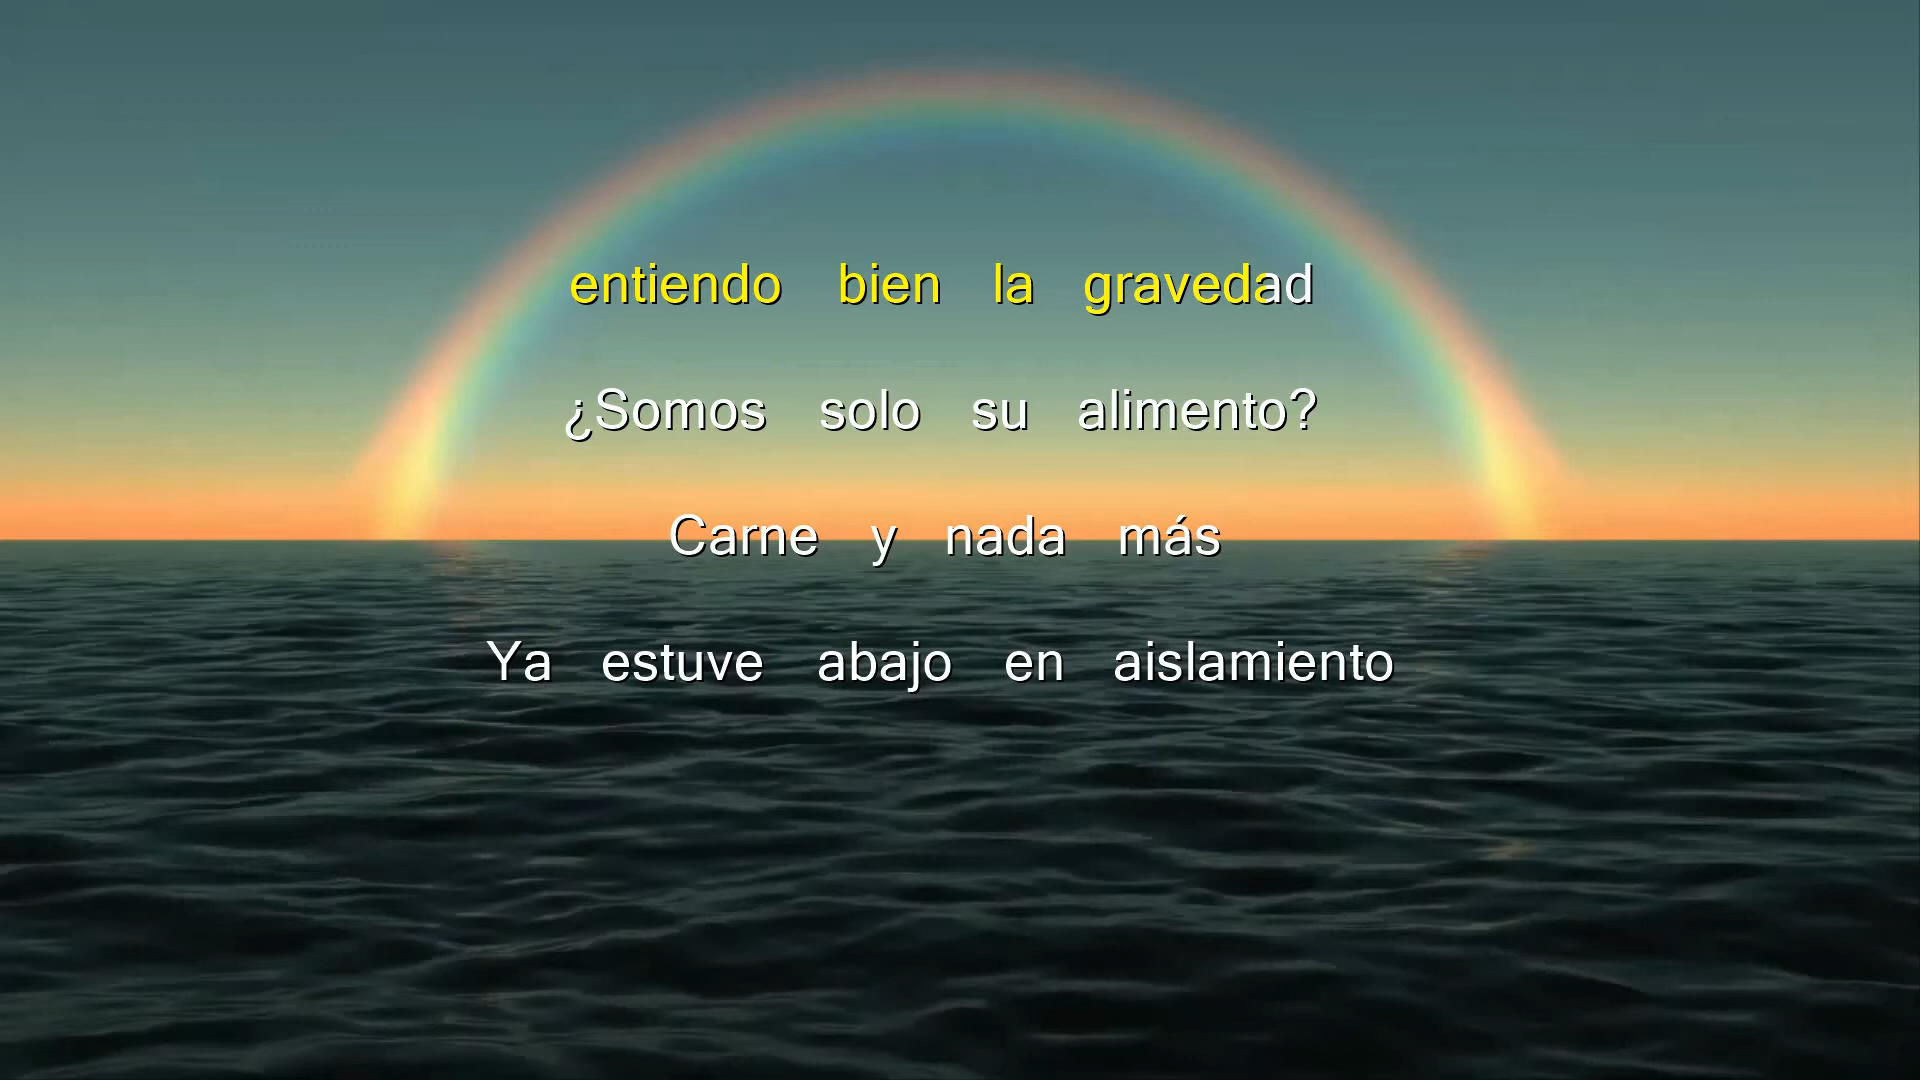 entiendo bien la gravedad
¿Somos solo su alimento?
Carne y nada más
Ya estuve abajo en aislamiento